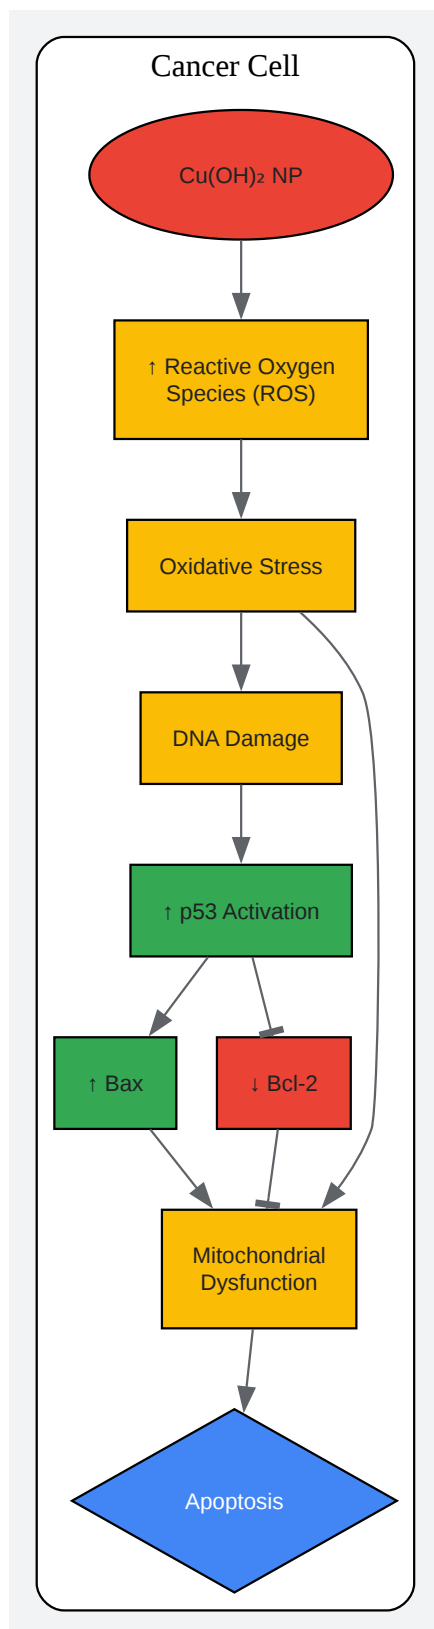 Cancer Cell
Cu(OH)₂ NP
↑ Reactive Oxygen
Species (ROS)
Oxidative Stress
DNA Damage
↑ p53 Activation
↑ Bax
↓ Bcl-2
Mitochondrial
Dysfunction
Apoptosis